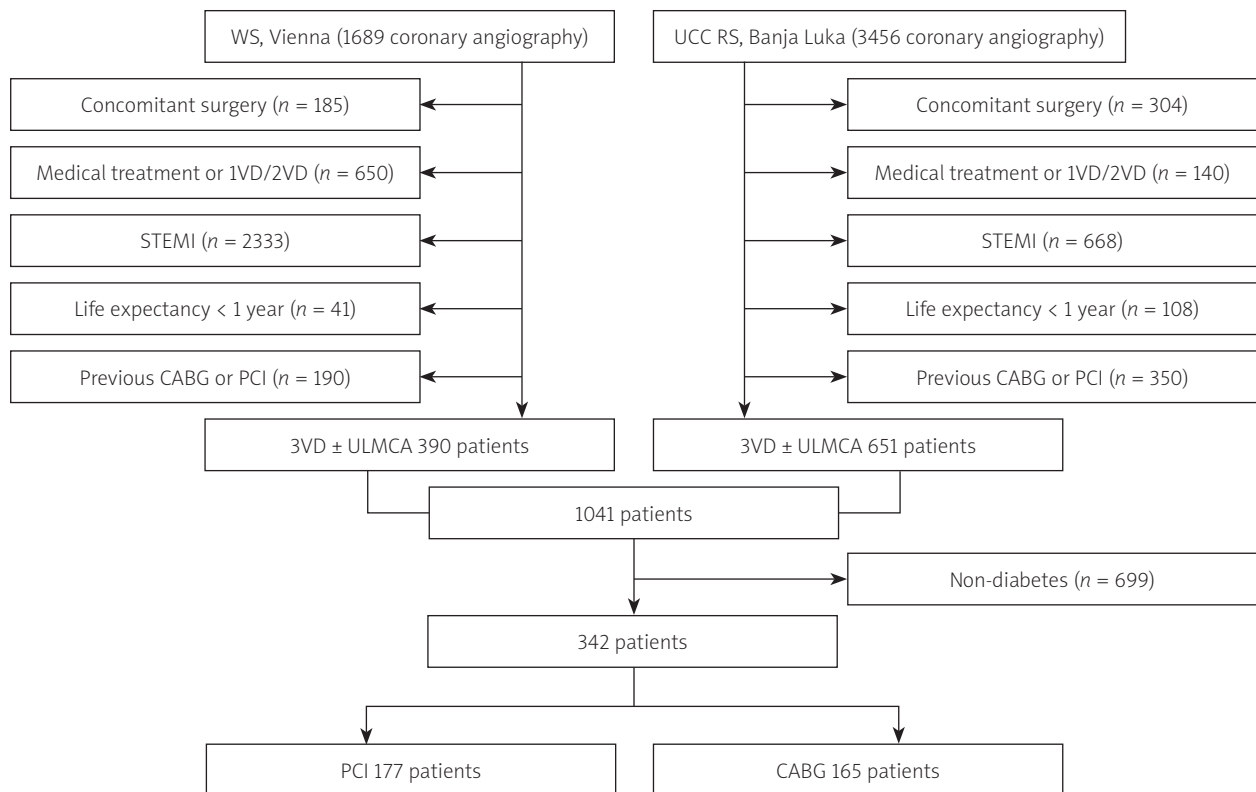 WS, Vienna (1689 coronary angiography)
UCC RS, Banja Luka (3456 coronary angiography)
Concomitant surgery (n = 185)
Concomitant surgery (n = 304)
Medical treatment or 1VD/2VD (n = 650)
Medical treatment or 1VD/2VD (n = 140)
STEMI (n = 2333)
STEMI (n = 668)
Life expectancy < 1 year (n = 41)
Life expectancy < 1 year (n = 108)
Previous CABG or PCI (n = 190)
Previous CABG or PCI (n = 350)
3VD ± ULMCA 390 patients
3VD ± ULMCA 651 patients
1041 patients
Non-diabetes (n = 699)
342 patients
PCI 177 patients
CABG 165 patients